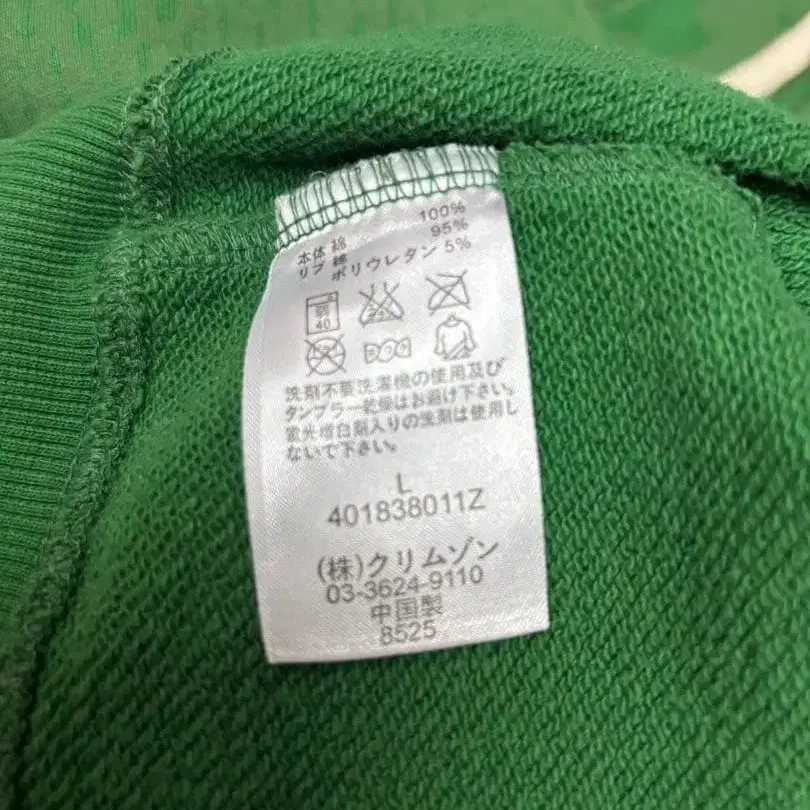 本体 綿 100%
リブ 綿 95%
ポリウレタン 5%
弱
40
洗剤不要洗濯機の使用及び
タンブラー乾燥はお避け下さい。
蛍光増白剤入りの洗剤は使用し
ないで下さい。
L
401838011Z
(株)クリムゾン
03-3624-9110
中国製
8525